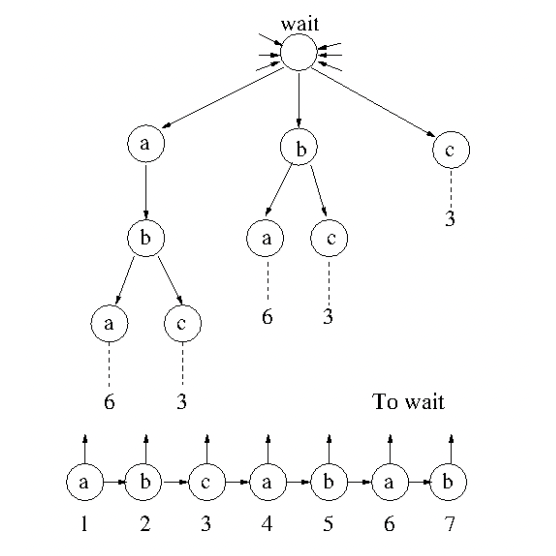 wait
a b c
3
b a c
6 3
a c
6 3
To wait
a b c a b a b
1 2 3 4 5 6 7